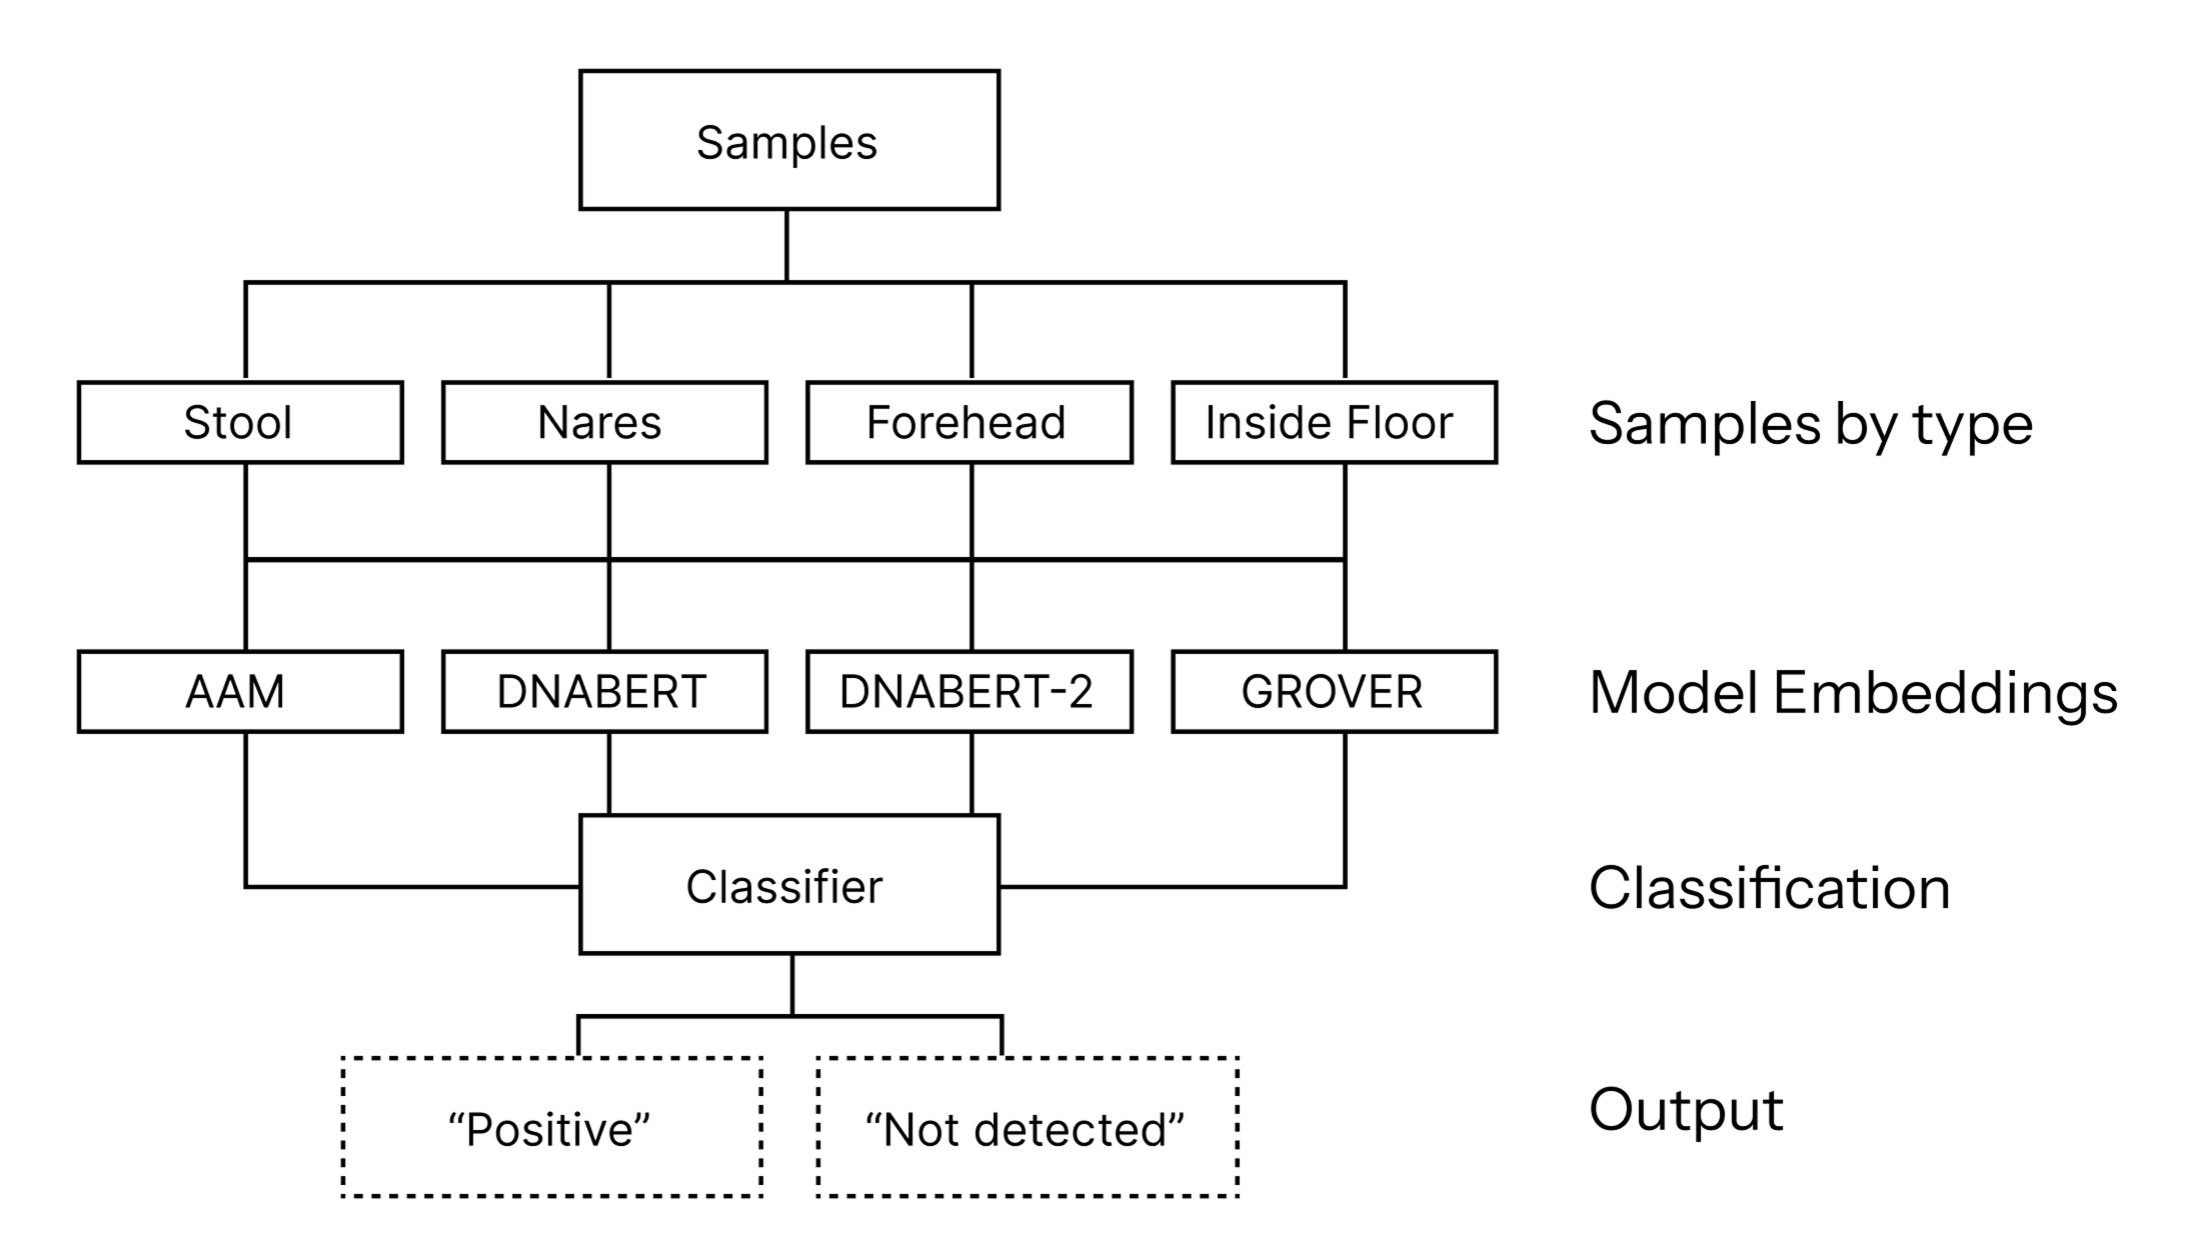 Samples
Stool
Nares
Forehead
Inside Floor
Samples by type
AAM
DNABERT
DNABERT-2
GROVER
Model Embeddings
Classifier
Classification
“Positive”
“Not detected”
Output